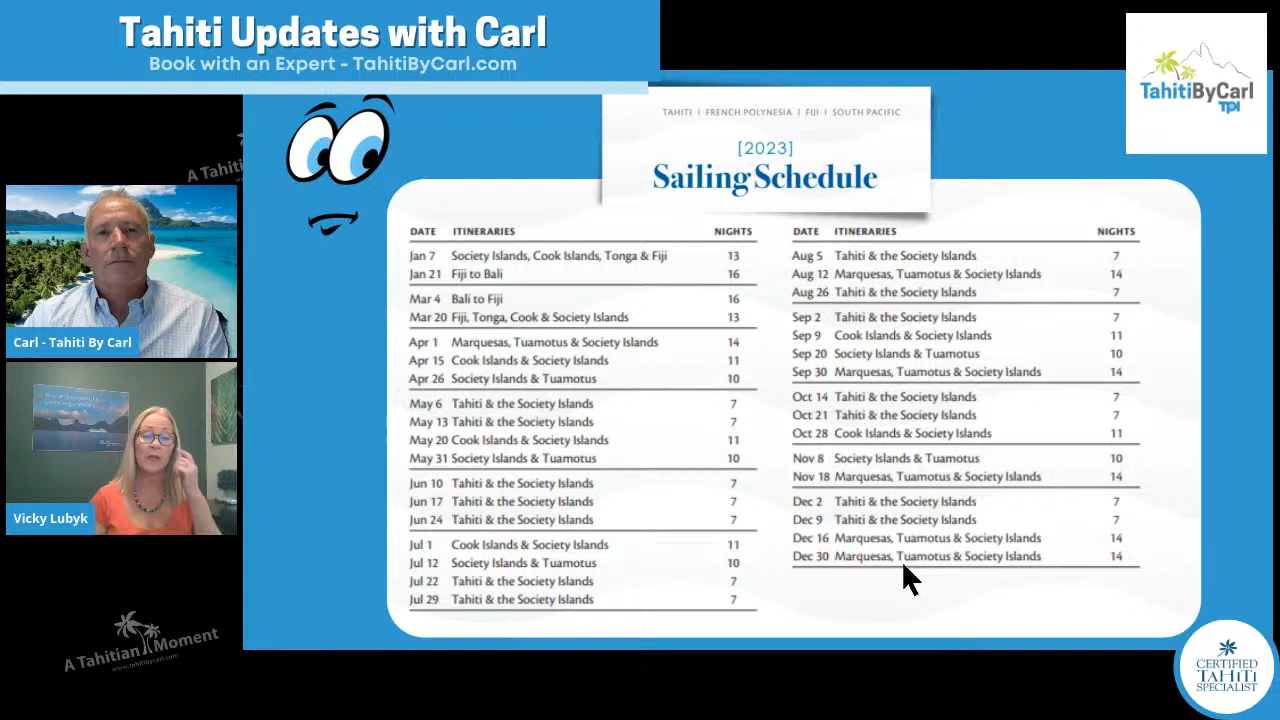 Tahiti Updates with Carl
Book with an Expert - TahitiByCarl.com
TahitiByCarl
TPI
A Tahiti
TAHITI | FRENCH POLYNESIA | FIJI | SOUTH PACIFIC
[2023]
Sailing Schedule
DATE ITINERARIES NIGHTS
Jan 7 Society Islands, Cook Islands, Tonga & Fiji 13
Jan 21 Fiji to Bali 16
Mar 4 Bali to Fiji 16
Mar 20 Fiji, Tonga, Cook & Society Islands 13
Apr 1 Marquesas, Tuamotus & Society Islands 14
Apr 15 Cook Islands & Society Islands 11
Apr 26 Society Islands & Tuamotus 10
May 6 Tahiti & the Society Islands 7
May 13 Tahiti & the Society Islands 7
May 20 Cook Islands & Society Islands 11
May 31 Society Islands & Tuamotus 10
Jun 10 Tahiti & the Society Islands 7
Jun 17 Tahiti & the Society Islands 7
Jun 24 Tahiti & the Society Islands 7
Jul 1 Cook Islands & Society Islands 11
Jul 12 Society Islands & Tuamotus 10
Jul 22 Tahiti & the Society Islands 7
Jul 29 Tahiti & the Society Islands 7
DATE ITINERARIES NIGHTS
Aug 5 Tahiti & the Society Islands 7
Aug 12 Marquesas, Tuamotus & Society Islands 14
Aug 26 Tahiti & the Society Islands 7
Sep 2 Tahiti & the Society Islands 7
Sep 9 Cook Islands & Society Islands 11
Sep 20 Society Islands & Tuamotus 10
Sep 30 Marquesas, Tuamotus & Society Islands 14
Oct 14 Tahiti & the Society Islands 7
Oct 21 Tahiti & the Society Islands 7
Oct 28 Cook Islands & Society Islands 11
Nov 8 Society Islands & Tuamotus 10
Nov 18 Marquesas, Tuamotus & Society Islands 14
Dec 2 Tahiti & the Society Islands 7
Dec 9 Tahiti & the Society Islands 7
Dec 16 Marquesas, Tuamotus & Society Islands 14
Dec 30 Marquesas, Tuamotus & Society Islands 14
Carl - Tahiti By Carl
Vicky Lubyk
A Tahitian Moment
www.tahitibycarl.com
CERTIFIED
TAHITI
SPECIALIST